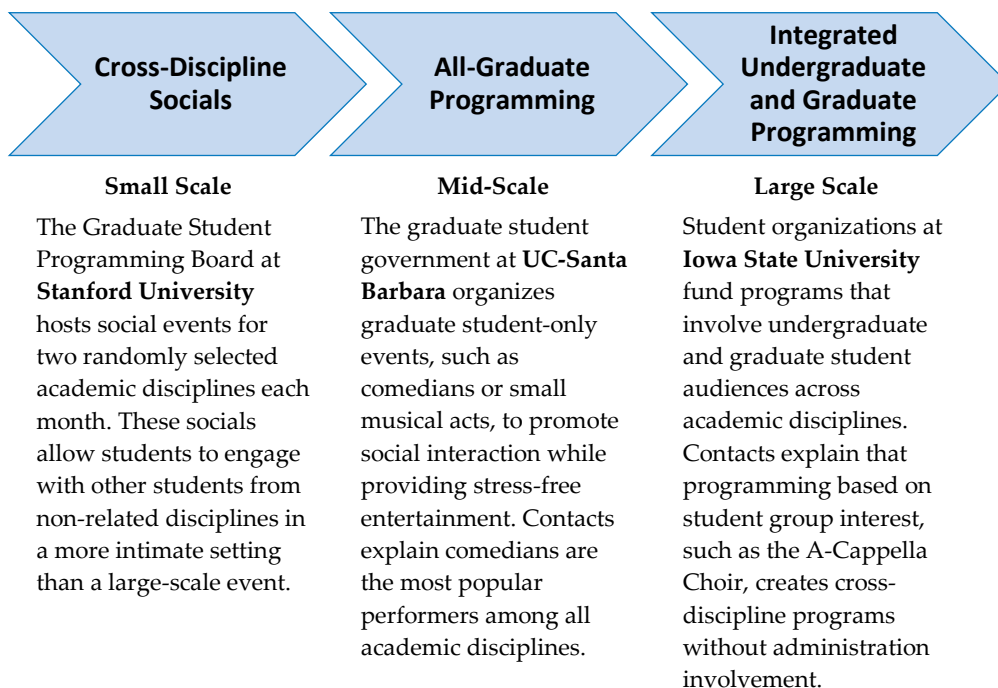 Cross-Discipline
Socials
All-Graduate
Programming
Integrated
Undergraduate
and Graduate
Programming
Small Scale
The Graduate Student
Programming Board at
Stanford University
hosts social events for
two randomly selected
academic disciplines each
month. These socials
allow students to engage
with other students from
non-related disciplines in
a more intimate setting
than a large-scale event.
Mid-Scale
The graduate student
government at UC-Santa
Barbara organizes
graduate student-only
events, such as
comedians or small
musical acts, to promote
social interaction while
providing stress-free
entertainment. Contacts
explain comedians are
the most popular
performers among all
academic disciplines.
Large Scale
Student organizations at
Iowa State University
fund programs that
involve undergraduate
and graduate student
audiences across
academic disciplines.
Contacts explain that
programming based on
student group interest,
such as the A-Cappella
Choir, creates cross-
discipline programs
without administration
involvement.